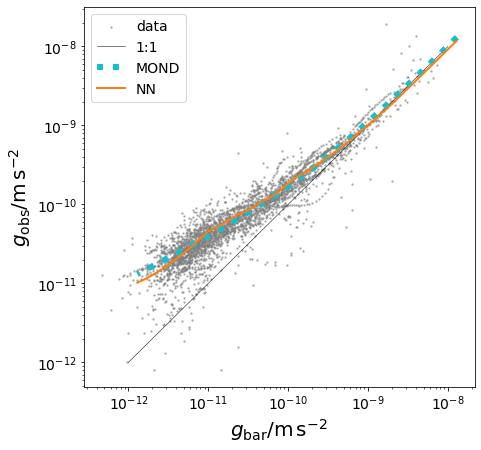 data
1:1
MOND
NN
10⁻⁸
10⁻⁹
10⁻¹⁰
10⁻¹¹
10⁻¹²
g_obs/m s⁻²
10⁻¹² 10⁻¹¹ 10⁻¹⁰ 10⁻⁹ 10⁻⁸
g_bar/m s⁻²